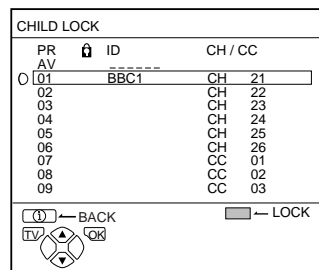 CHILD LOCK
PR ID CH / CC
AV _ _ _ _ _ _
01 BBC1 CH 21
02 CH 22
03 CH 23
04 CH 24
05 CH 25
06 CH 26
07 CC 01
08 CC 02
09 CC 03
i BACK LOCK
TV OK